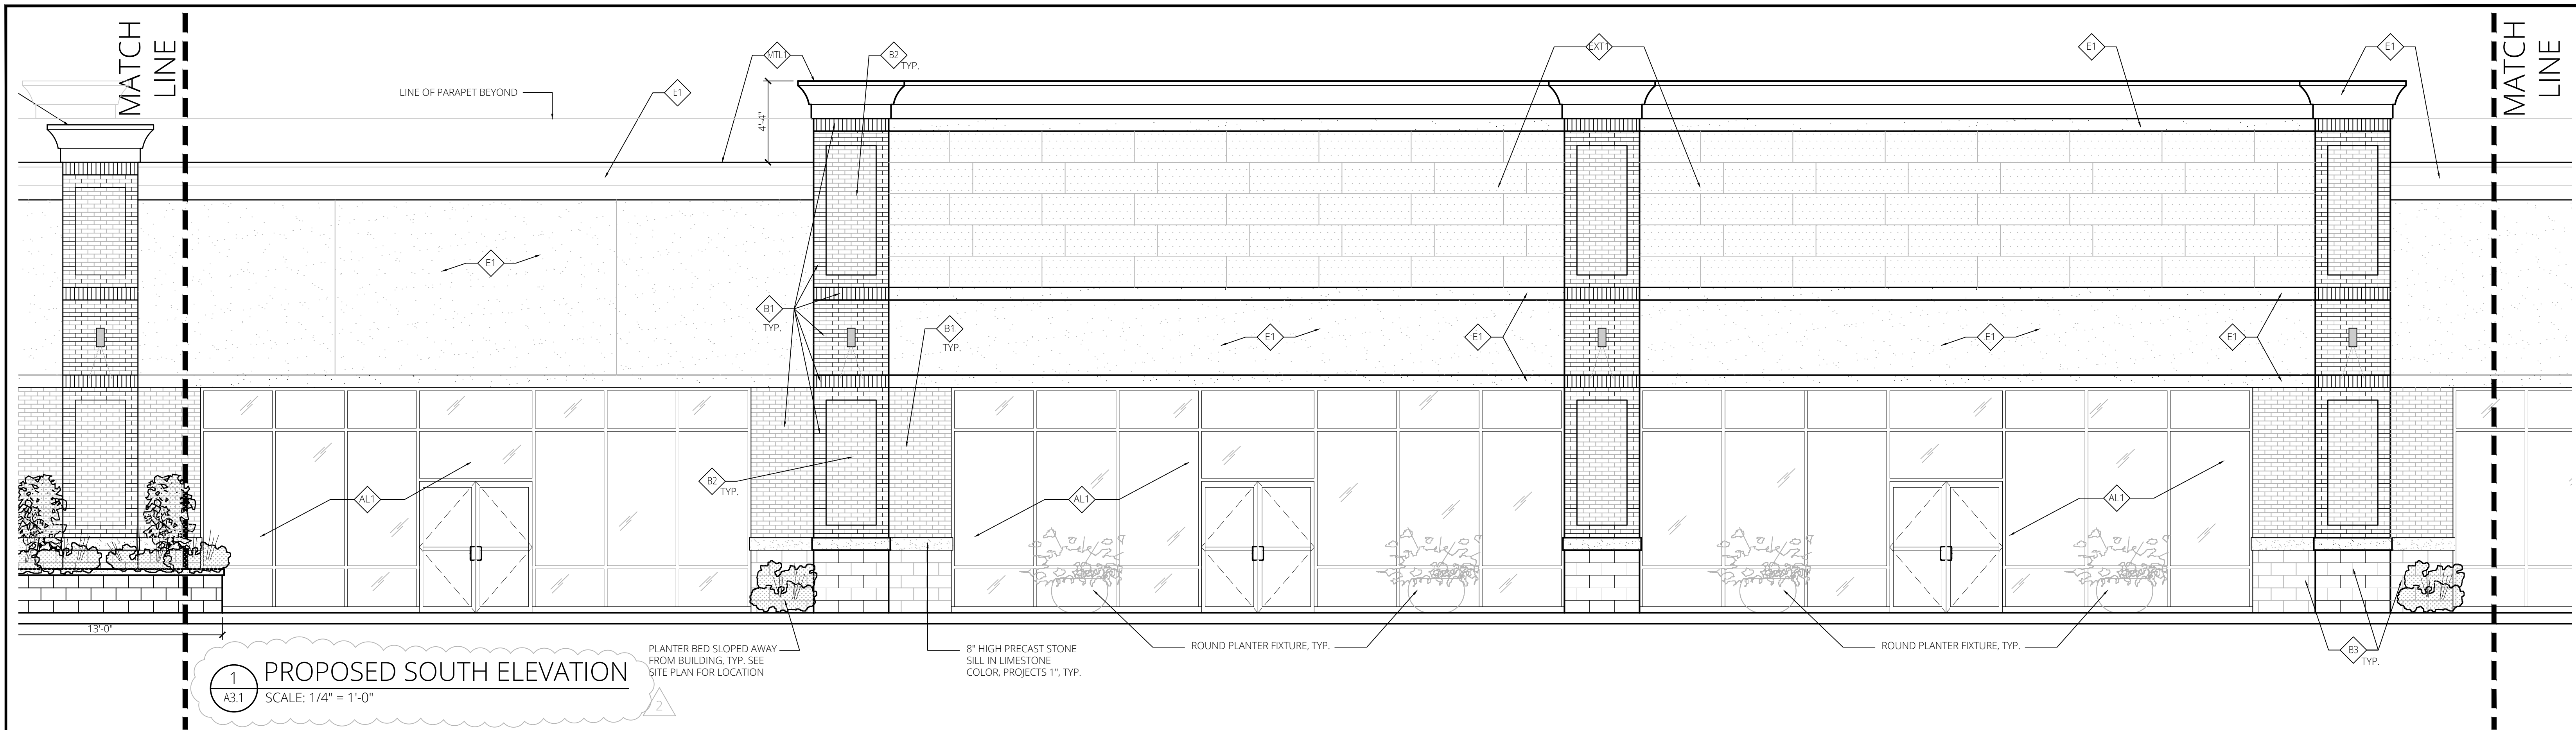 MATCH
LINE
MTL1
B2
TYP.
EXT1
E1
E1
MATCH
LINE
LINE OF PARAPET BEYOND
E1
4'-4"
E1
B1
TYP.
B1
TYP.
E1
E1
E1
E1
B2
TYP.
AL1
AL1
AL1
13'-0"
PLANTER BED SLOPED AWAY
FROM BUILDING, TYP. SEE
SITE PLAN FOR LOCATION
8" HIGH PRECAST STONE
SILL IN LIMESTONE
COLOR, PROJECTS 1", TYP.
ROUND PLANTER FIXTURE, TYP.
ROUND PLANTER FIXTURE, TYP.
B3
TYP.
1
A3.1
PROPOSED SOUTH ELEVATION
SCALE: 1/4" = 1'-0"
2